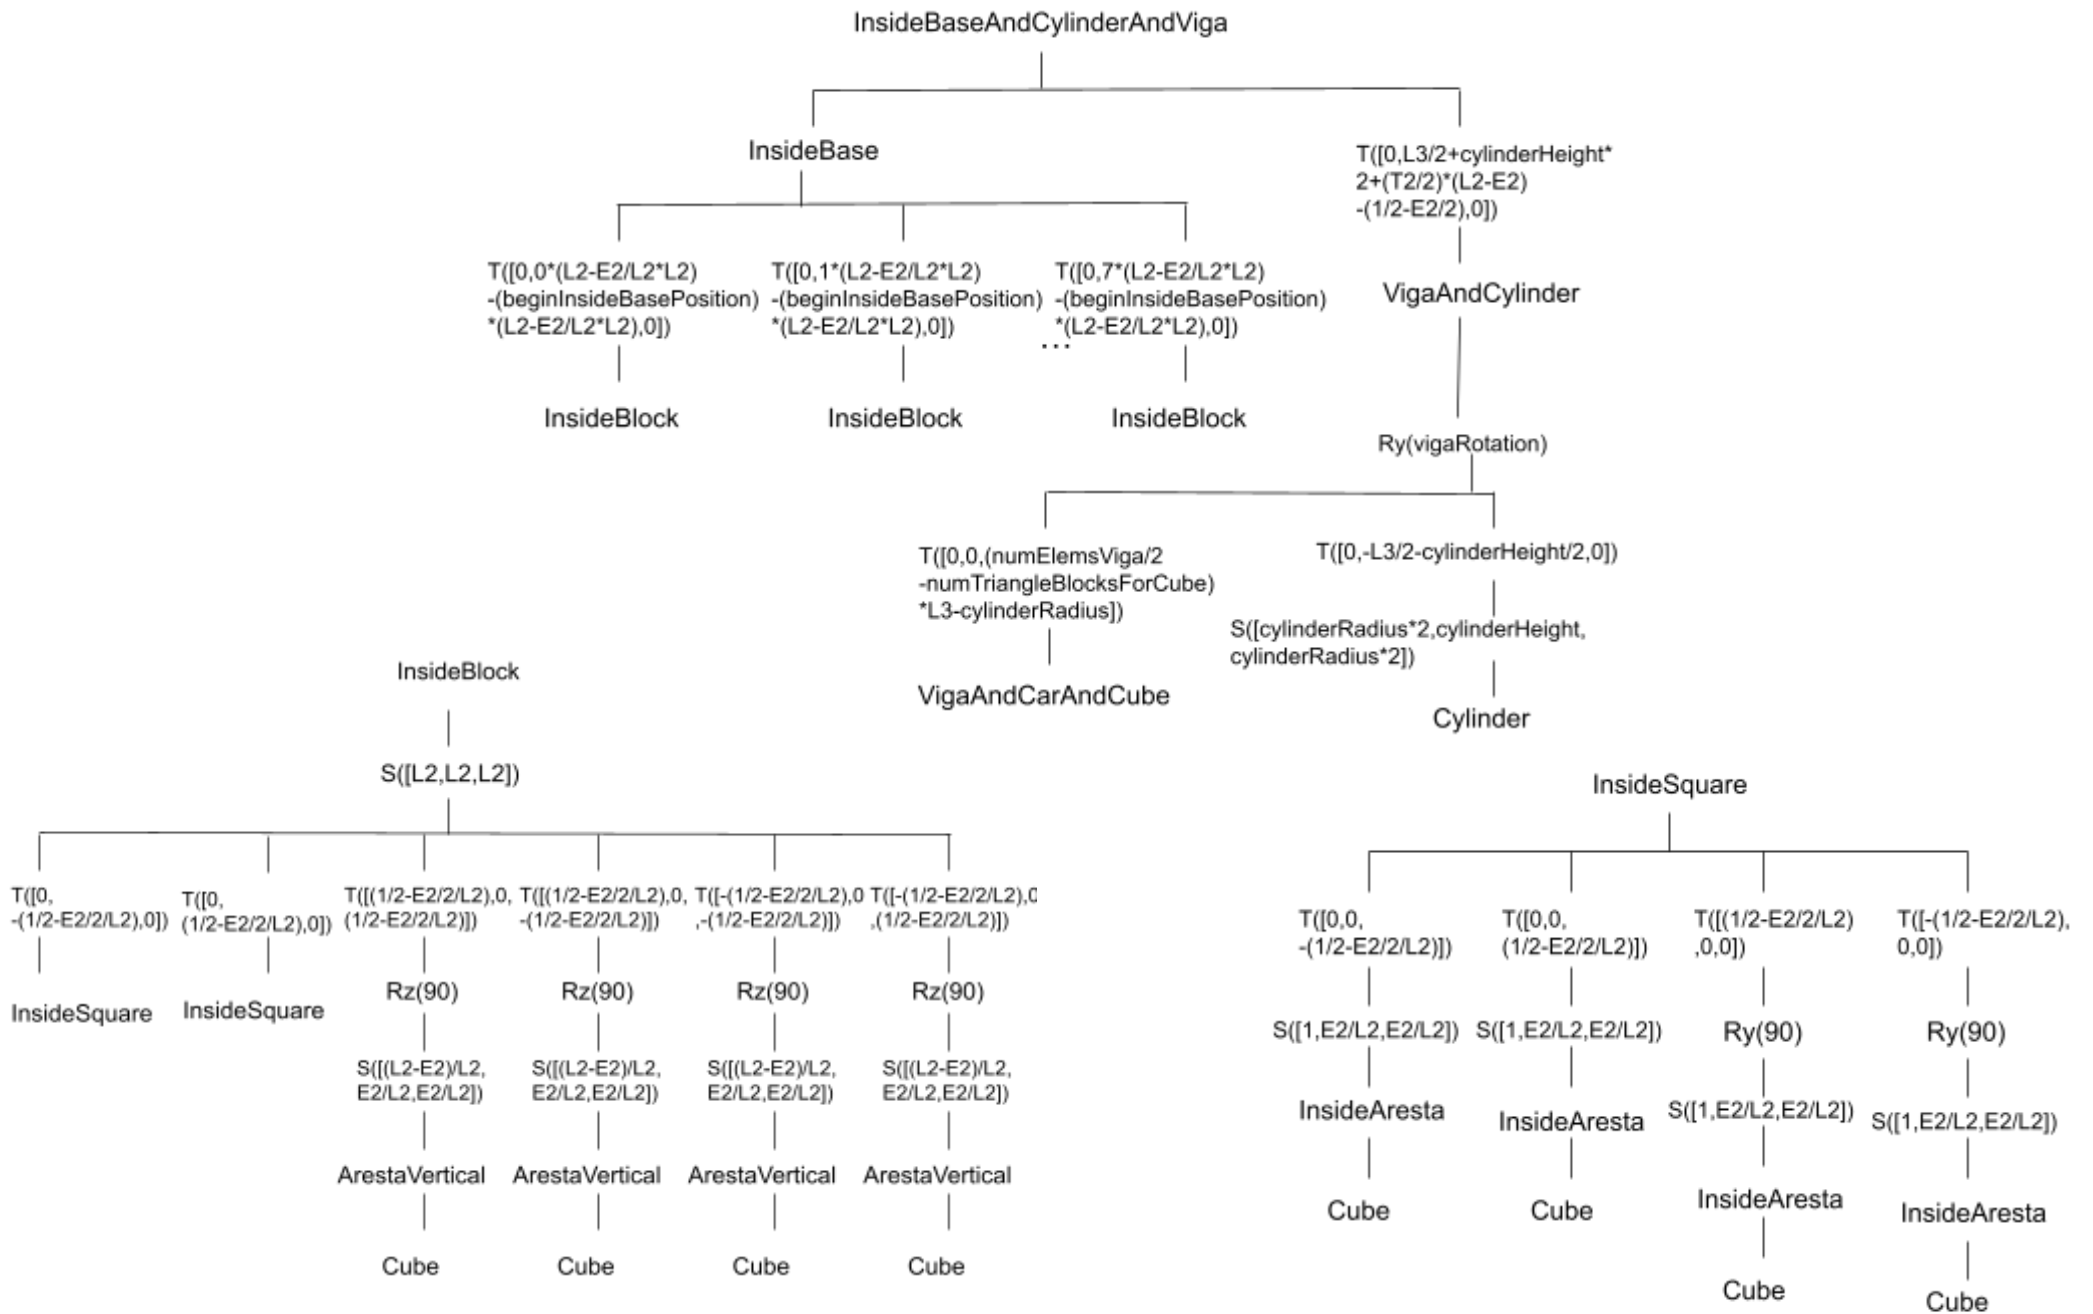 InsideBaseAndCylinderAndViga
InsideBase
T([0,L3/2+cylinderHeight*
2+(T2/2)*(L2-E2)
-(1/2-E2/2),0])
T([0,0*(L2-E2/L2*L2)
-(beginInsideBasePosition)
*(L2-E2/L2*L2),0])
T([0,1*(L2-E2/L2*L2)
-(beginInsideBasePosition)
*(L2-E2/L2*L2),0])
...
T([0,7*(L2-E2/L2*L2)
-(beginInsideBasePosition)
*(L2-E2/L2*L2),0])
VigaAndCylinder
InsideBlock
InsideBlock
InsideBlock
Ry(vigaRotation)
T([0,0,(numElemsViga/2
-numTriangleBlocksForCube)
*L3-cylinderRadius])
T([0,-L3/2-cylinderHeight/2,0])
S([cylinderRadius*2,cylinderHeight,
cylinderRadius*2])
VigaAndCarAndCube
Cylinder
InsideBlock
S([L2,L2,L2])
T([0,
-(1/2-E2/2/L2),0])
T([0,
(1/2-E2/2/L2),0])
T([(1/2-E2/2/L2),0,
(1/2-E2/2/L2)])
T([(1/2-E2/2/L2),0,
-(1/2-E2/2/L2)])
T([-(1/2-E2/2/L2),0
,-(1/2-E2/2/L2)])
T([-(1/2-E2/2/L2),0
,(1/2-E2/2/L2)])
InsideSquare
InsideSquare
Rz(90)
Rz(90)
Rz(90)
Rz(90)
S([(L2-E2)/L2,
E2/L2,E2/L2])
S([(L2-E2)/L2,
E2/L2,E2/L2])
S([(L2-E2)/L2,
E2/L2,E2/L2])
S([(L2-E2)/L2,
E2/L2,E2/L2])
ArestaVertical
ArestaVertical
ArestaVertical
ArestaVertical
Cube
Cube
Cube
Cube
InsideSquare
T([0,0,
-(1/2-E2/2/L2)])
T([0,0,
(1/2-E2/2/L2)])
T([(1/2-E2/2/L2)
,0,0])
T([-(1/2-E2/2/L2),
0,0])
S([1,E2/L2,E2/L2])
S([1,E2/L2,E2/L2])
Ry(90)
Ry(90)
InsideAresta
InsideAresta
S([1,E2/L2,E2/L2])
S([1,E2/L2,E2/L2])
Cube
Cube
InsideAresta
InsideAresta
Cube
Cube